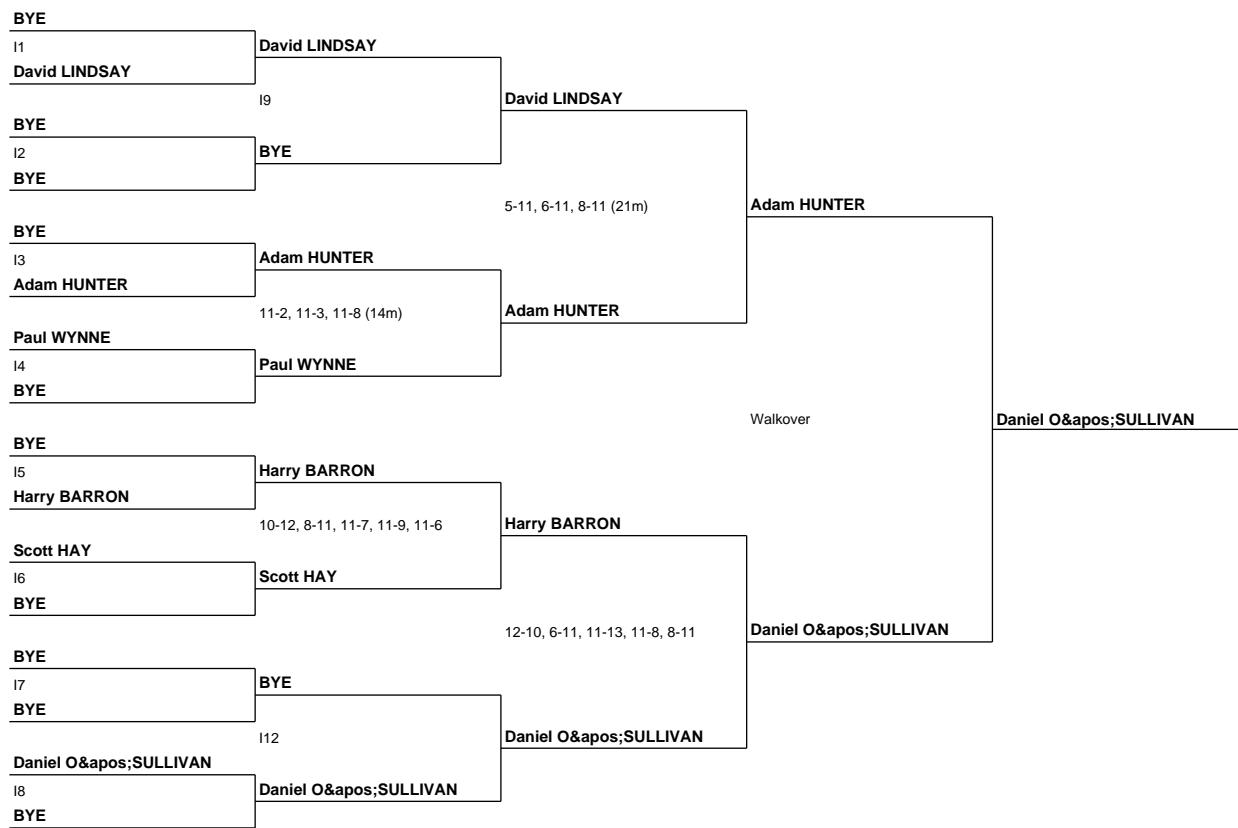 BYE
I1
David LINDSAY
BYE
I2
BYE
BYE
I3
Adam HUNTER
Paul WYNNE
I4
BYE
BYE
I5
Harry BARRON
Scott HAY
I6
BYE
BYE
I7
BYE
Daniel O&apos;SULLIVAN
I8
BYE
David LINDSAY
I9
BYE
Adam HUNTER
11-2, 11-3, 11-8 (14m)
Paul WYNNE
Harry BARRON
10-12, 8-11, 11-7, 11-9, 11-6
Scott HAY
BYE
I12
Daniel O&apos;SULLIVAN
David LINDSAY
5-11, 6-11, 8-11 (21m)
Adam HUNTER
Harry BARRON
12-10, 6-11, 11-13, 11-8, 8-11
Daniel O&apos;SULLIVAN
Adam HUNTER
Walkover
Daniel O&apos;SULLIVAN
Daniel O&apos;SULLIVAN